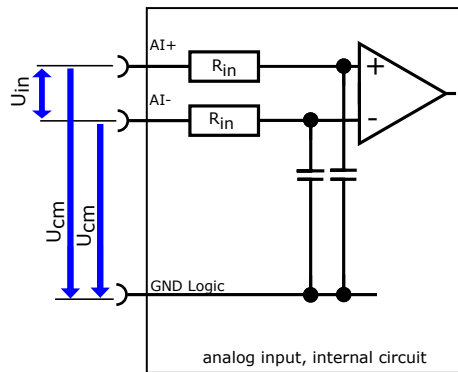 AI+
Rin
+
Uin
AI-
Rin
-
Ucm
Ucm
GND Logic
analog input, internal circuit